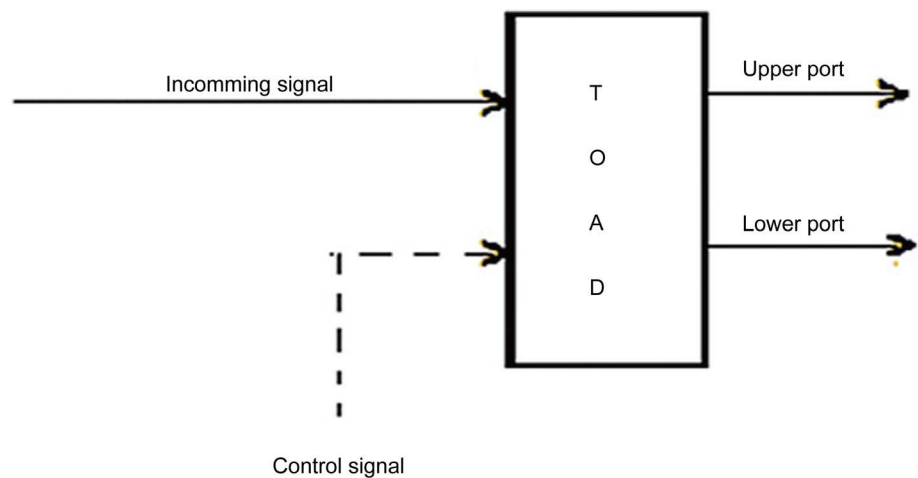 Incomming signal
Upper port
T
O
A
D
Lower port
Control signal